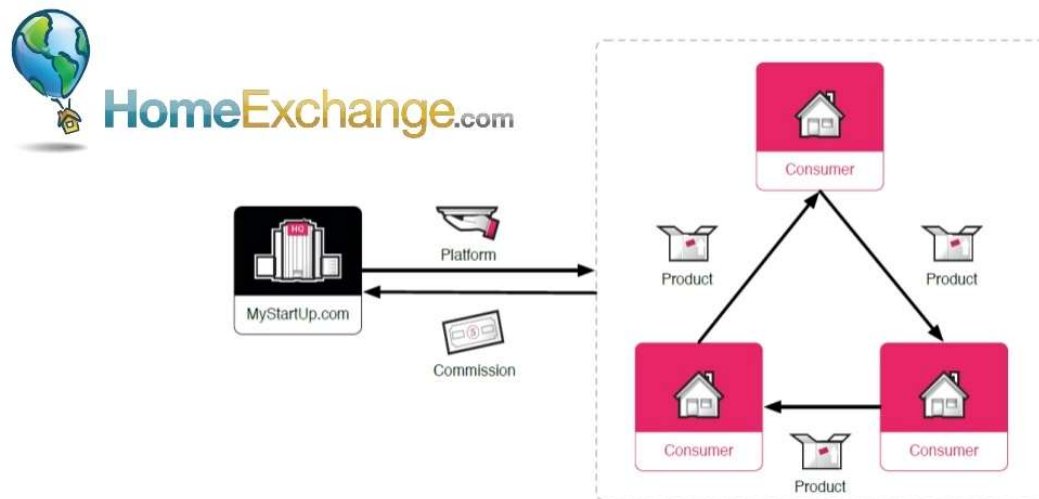 HomeExchange.com
Consumer
HQ
Platform
Product
Product
MyStartUp.com
$
Commission
Consumer
Consumer
Product